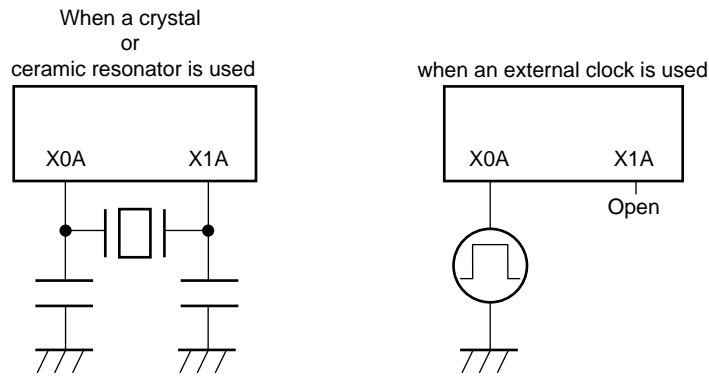 When a crystal
or
ceramic resonator is used
X0A
X1A
when an external clock is used
X0A
X1A
Open